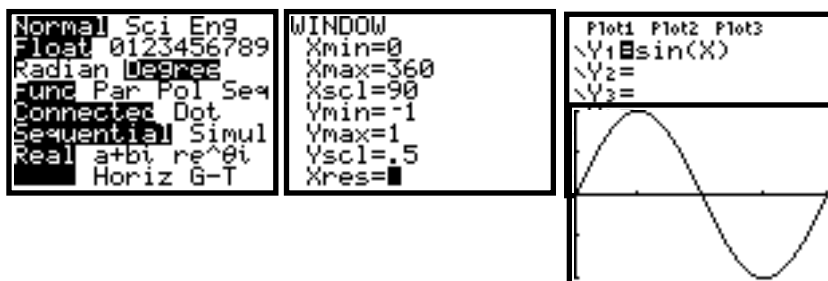 Normal Sci Eng
Float 0123456789
Radian Degree
Func Par Pol Seq
Connected Dot
Sequential Simul
Real a+bi re^θi
Horiz G-T
WINDOW
Xmin=0
Xmax=360
Xscl=90
Ymin=-1
Ymax=1
Yscl=.5
Xres=
Plot1 Plot2 Plot3
\Y₁=sin(X)
\Y₂=
\Y₃=